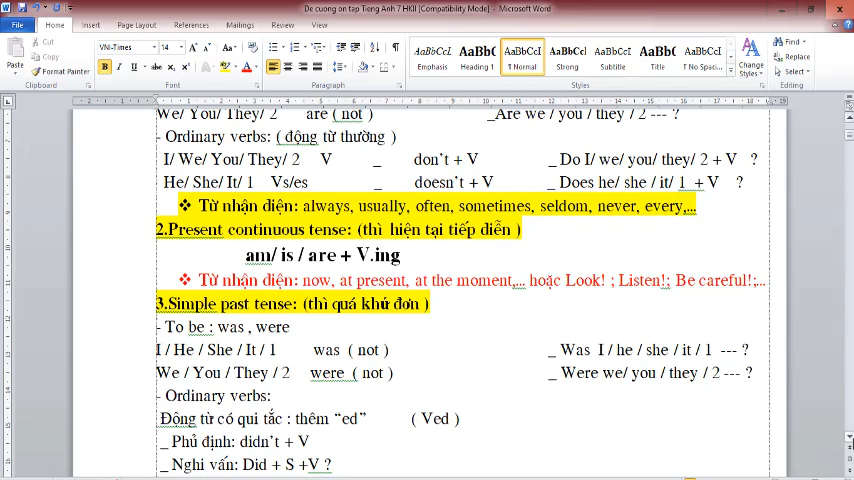 De cuong on tap Tieng Anh 7 HKII [Compatibility Mode] - Microsoft Word
File Home Insert Page Layout References Mailings Review View
Cut
Copy
Format Painter
Paste
Clipboard
VNI-Times 14
Font
Paragraph
AaBbCcI AaBbC AaBbCcI AaBbCcI AaBbCcI AaBbC AaBbCcI
Emphasis Heading 1 ¶ Normal Strong Subtitle Title ¶ No Spaci...
Styles
Change Styles
Find
Replace
Select
Editing
We/ You/ They/ 2 are ( not ) _Are we / you / they / 2 --- ?
- Ordinary verbs: ( động từ thường )
I/ We/ You/ They/ 2 V _ don’t + V _ Do I/ we/ you/ they/ 2 + V ?
He/ She/ It/ 1 Vs/es _ doesn’t + V _ Does he/ she / it/ 1 + V ?
❖ Từ nhận diện: always, usually, often, sometimes, seldom, never, every,...
2.Present continuous tense: (thì hiện tại tiếp diễn )
am/ is / are + V.ing
❖ Từ nhận diện: now, at present, at the moment,... hoặc Look! ; Listen!; Be careful!;...
3.Simple past tense: (thì quá khứ đơn )
- To be : was , were
I / He / She / It / 1 was ( not ) _ Was I / he / she / it / 1 --- ?
We / You / They / 2 were ( not ) _ Were we/ you / they / 2 --- ?
- Ordinary verbs:
Động từ có qui tắc : thêm “ed” ( Ved )
_ Phủ định: didn’t + V
_ Nghi vấn: Did + S +V ?